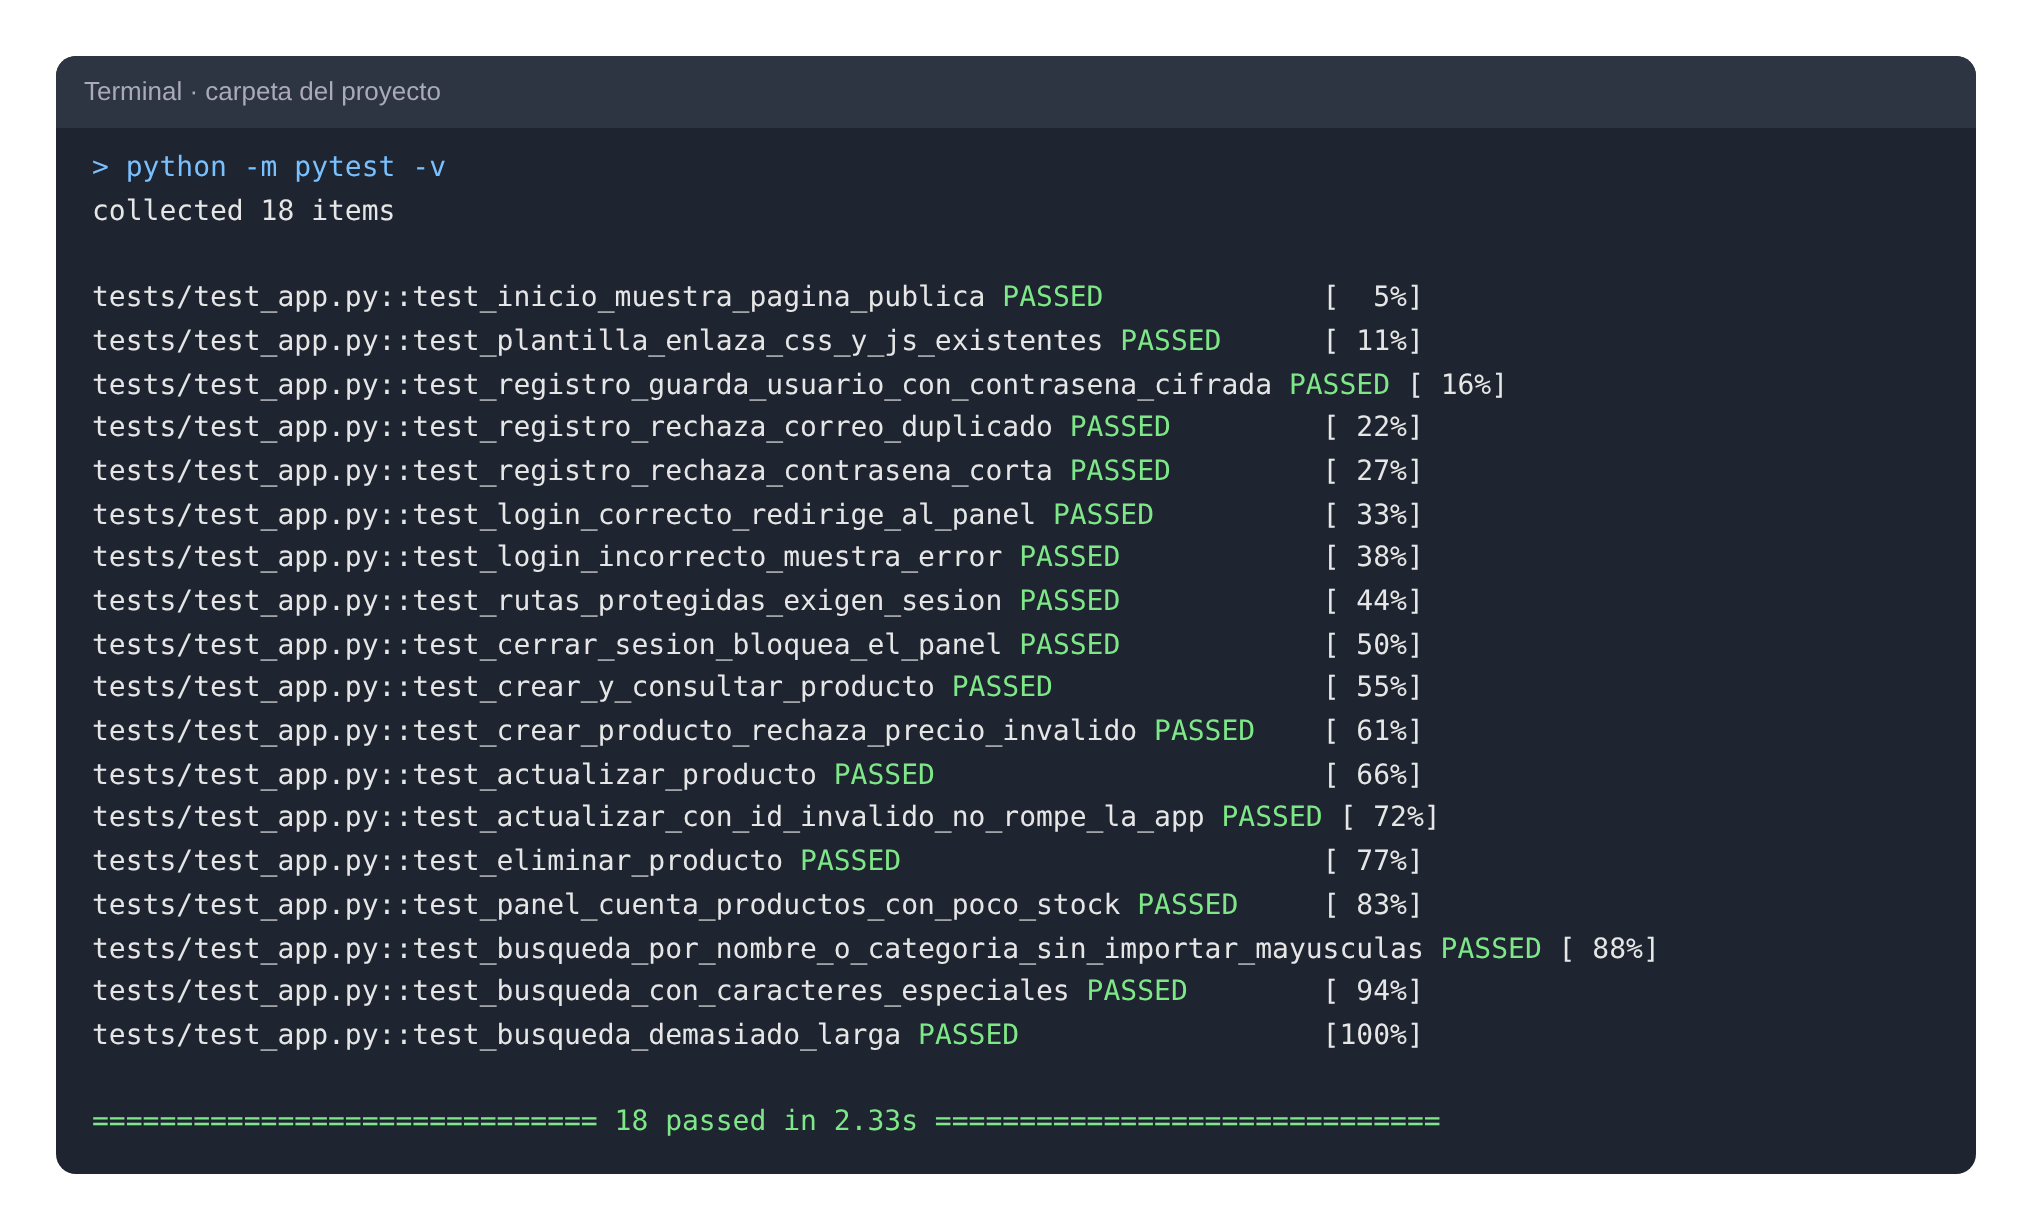 Terminal · carpeta del proyecto
> python -m pytest -v
collected 18 items
tests/test_app.py::test_inicio_muestra_pagina_publica PASSED [  5%]
tests/test_app.py::test_plantilla_enlaza_css_y_js_existentes PASSED [ 11%]
tests/test_app.py::test_registro_guarda_usuario_con_contrasena_cifrada PASSED [ 16%]
tests/test_app.py::test_registro_rechaza_correo_duplicado PASSED [ 22%]
tests/test_app.py::test_registro_rechaza_contrasena_corta PASSED [ 27%]
tests/test_app.py::test_login_correcto_redirige_al_panel PASSED [ 33%]
tests/test_app.py::test_login_incorrecto_muestra_error PASSED [ 38%]
tests/test_app.py::test_rutas_protegidas_exigen_sesion PASSED [ 44%]
tests/test_app.py::test_cerrar_sesion_bloquea_el_panel PASSED [ 50%]
tests/test_app.py::test_crear_y_consultar_producto PASSED [ 55%]
tests/test_app.py::test_crear_producto_rechaza_precio_invalido PASSED [ 61%]
tests/test_app.py::test_actualizar_producto PASSED [ 66%]
tests/test_app.py::test_actualizar_con_id_invalido_no_rompe_la_app PASSED [ 72%]
tests/test_app.py::test_eliminar_producto PASSED [ 77%]
tests/test_app.py::test_panel_cuenta_productos_con_poco_stock PASSED [ 83%]
tests/test_app.py::test_busqueda_por_nombre_o_categoria_sin_importar_mayusculas PASSED [ 88%]
tests/test_app.py::test_busqueda_con_caracteres_especiales PASSED [ 94%]
tests/test_app.py::test_busqueda_demasiado_larga PASSED [100%]
============================== 18 passed in 2.33s ==============================